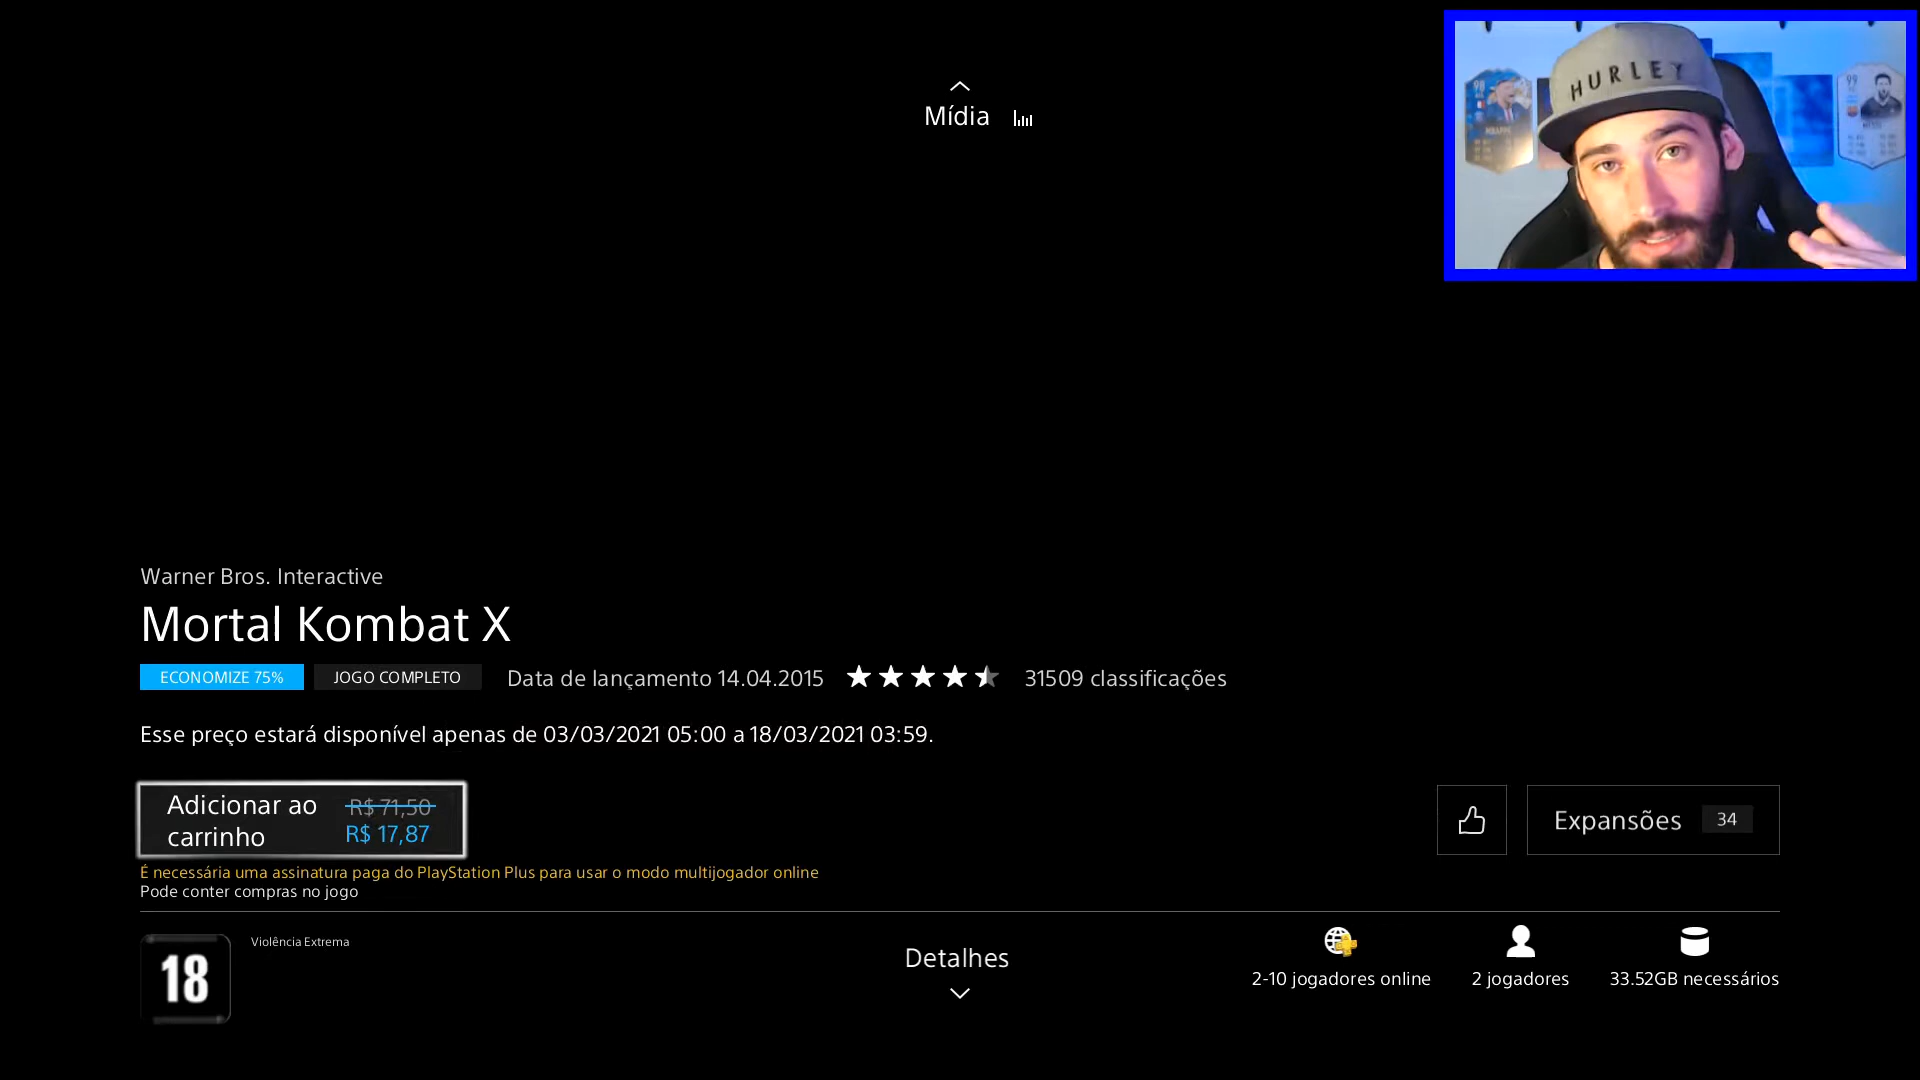 Mídia
HURLEY
98
99
Warner Bros. Interactive
Mortal Kombat X
ECONOMIZE 75% JOGO COMPLETO Data de lançamento 14.04.2015 31509 classificações
Esse preço estará disponível apenas de 03/03/2021 05:00 a 18/03/2021 03:59.
Adicionar ao R$ 71,50
carrinho R$ 17,87
Expansões 34
É necessária uma assinatura paga do PlayStation Plus para usar o modo multijogador online
Pode conter compras no jogo
18
Violência Extrema
Detalhes
2-10 jogadores online
2 jogadores
33.52GB necessários